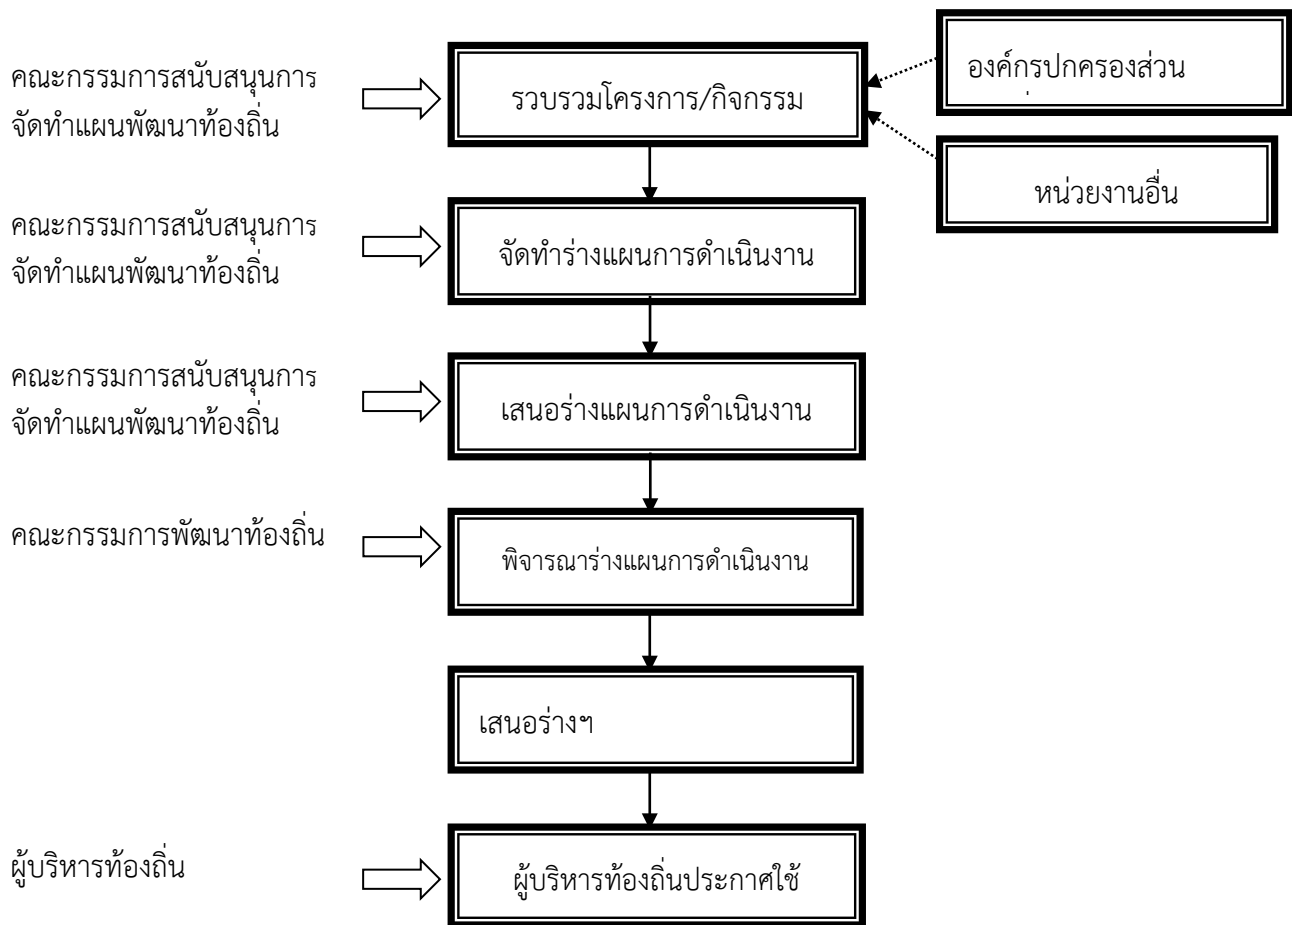 คณะกรรมการสนับสนุนการ
จัดทำแผนพัฒนาท้องถิ่น
รวบรวมโครงการ/กิจกรรม
องค์กรปกครองส่วน
หน่วยงานอื่น
คณะกรรมการสนับสนุนการ
จัดทำแผนพัฒนาท้องถิ่น
จัดทำร่างแผนการดำเนินงาน
คณะกรรมการสนับสนุนการ
จัดทำแผนพัฒนาท้องถิ่น
เสนอร่างแผนการดำเนินงาน
คณะกรรมการพัฒนาท้องถิ่น
พิจารณาร่างแผนการดำเนินงาน
เสนอร่างฯ
ผู้บริหารท้องถิ่น
ผู้บริหารท้องถิ่นประกาศใช้